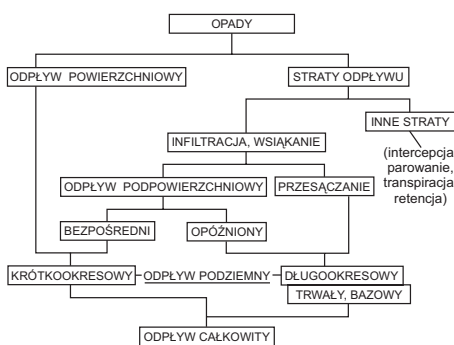 OPADY
ODPŁYW POWIERZCHNIOWY
STRATY ODPŁYWU
INNE STRATY
(intercepcja
parowanie,
transpiracja
retencja)
INFILTRACJA, WSIĄKANIE
ODPŁYW PODPOWIERZCHNIOWY
PRZESĄCZANIE
BEZPOŚREDNI
OPÓŹNIONY
KRÓTKOOKRESOWY
ODPŁYW PODZIEMNY
DŁUGOOKRESOWY
TRWAŁY, BAZOWY
ODPŁYW CAŁKOWITY